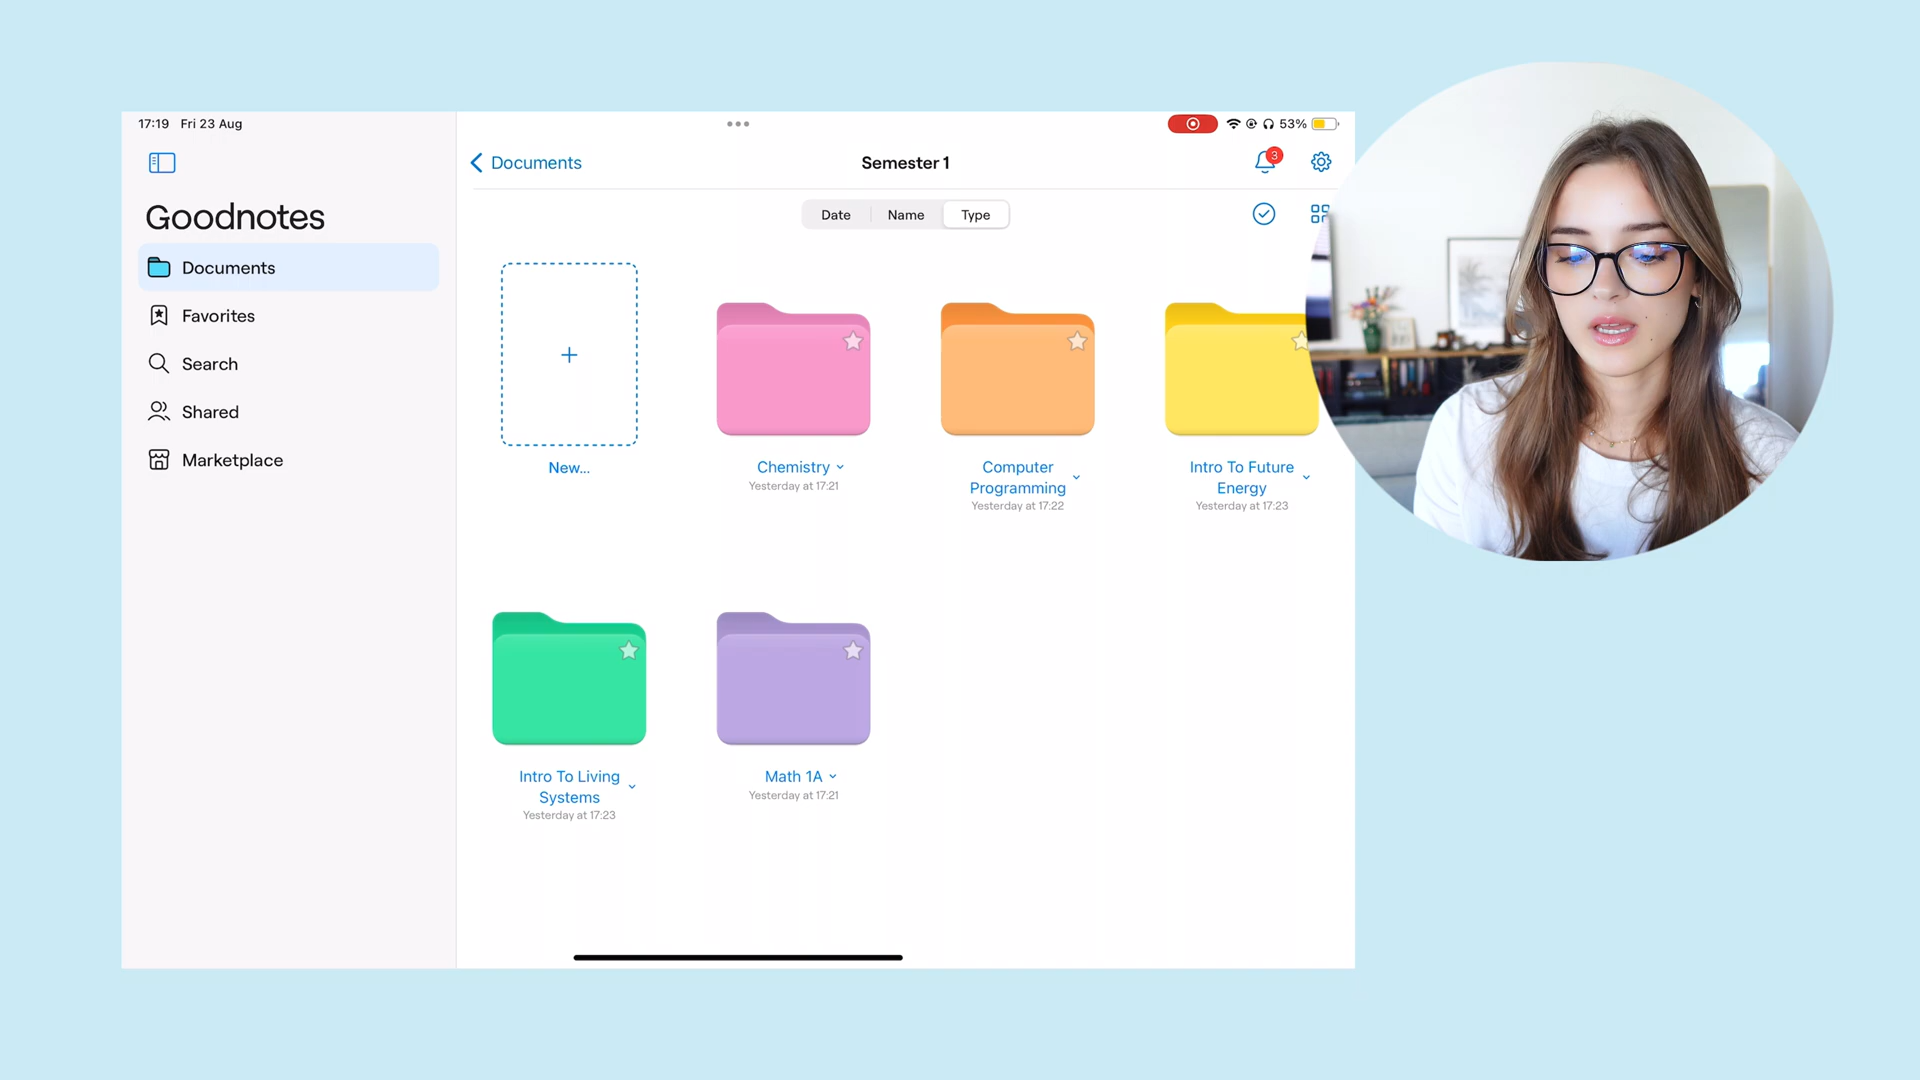 17:19 Fri 23 Aug
53%
Documents
Semester 1
3
Goodnotes
Date Name Type
Documents
Favorites
Search
Shared
Marketplace
New...
Chemistry
Yesterday at 17:21
Computer
Programming
Yesterday at 17:22
Intro To Future
Energy
Yesterday at 17:23
Intro To Living
Systems
Yesterday at 17:23
Math 1A
Yesterday at 17:21